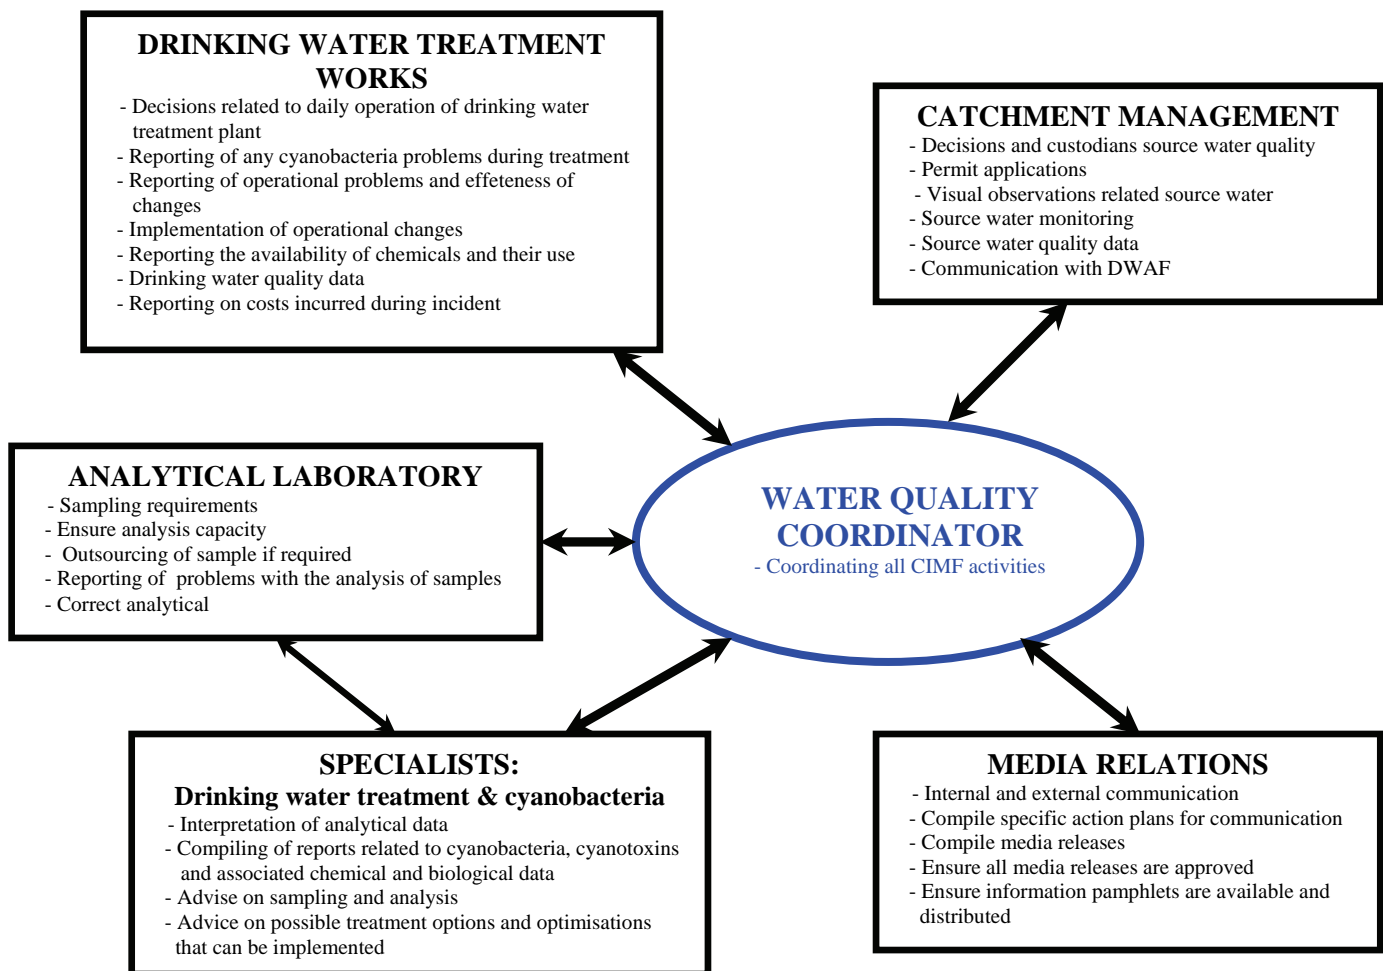 DRINKING WATER TREATMENT
WORKS
- Decisions related to daily operation of drinking water
treatment plant
- Reporting of any cyanobacteria problems during treatment
- Reporting of operational problems and effeteness of
changes
- Implementation of operational changes
- Reporting the availability of chemicals and their use
- Drinking water quality data
- Reporting on costs incurred during incident
CATCHMENT MANAGEMENT
- Decisions and custodians source water quality
- Permit applications
- Visual observations related source water
- Source water monitoring
- Source water quality data
- Communication with DWAF
ANALYTICAL LABORATORY
- Sampling requirements
- Ensure analysis capacity
- Outsourcing of sample if required
- Reporting of problems with the analysis of samples
- Correct analytical
WATER QUALITY
COORDINATOR
- Coordinating all CIMF activities
SPECIALISTS:
Drinking water treatment & cyanobacteria
- Interpretation of analytical data
- Compiling of reports related to cyanobacteria, cyanotoxins
and associated chemical and biological data
- Advise on sampling and analysis
- Advice on possible treatment options and optimisations
that can be implemented
MEDIA RELATIONS
- Internal and external communication
- Compile specific action plans for communication
- Compile media releases
- Ensure all media releases are approved
- Ensure information pamphlets are available and
distributed